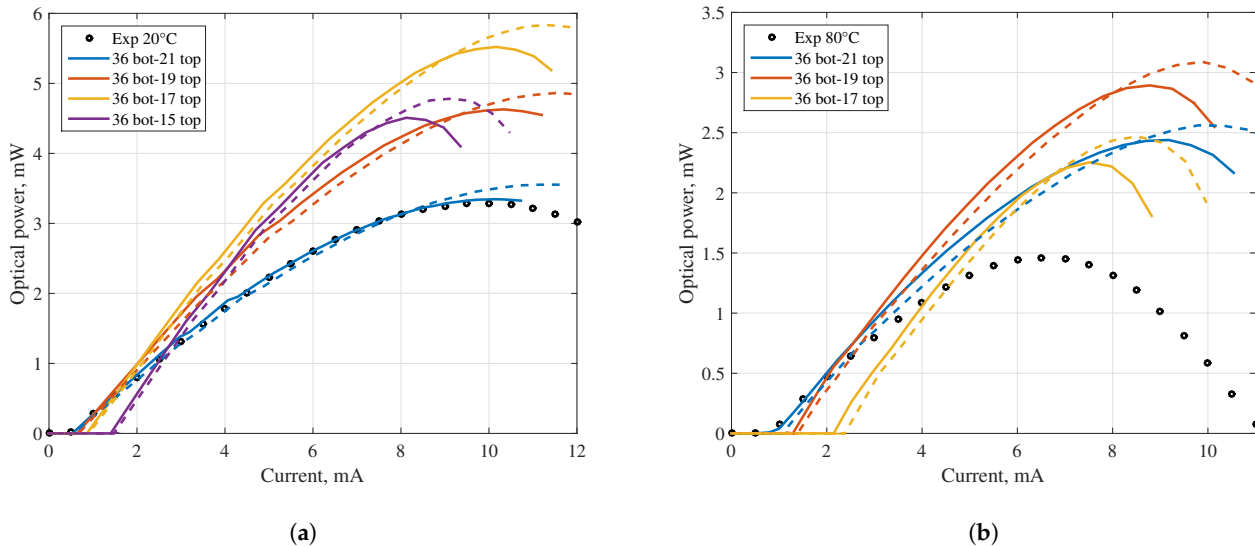 6
5
4
3
2
1
0
Optical power, mW
Exp 20°C
36 bot-21 top
36 bot-19 top
36 bot-17 top
36 bot-15 top
0 2 4 6 8 10 12
Current, mA
(a)
3.5
3
2.5
2
1.5
1
0.5
0
Optical power, mW
Exp 80°C
36 bot-21 top
36 bot-19 top
36 bot-17 top
0 2 4 6 8 10
Current, mA
(b)